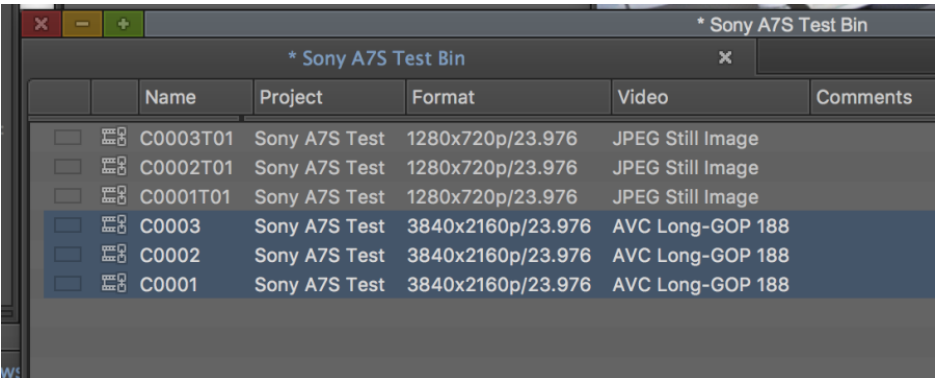 * Sony A7S Test Bin
* Sony A7S Test Bin
Name Project Format Video Comments
C0003T01 Sony A7S Test 1280x720p/23.976 JPEG Still Image
C0002T01 Sony A7S Test 1280x720p/23.976 JPEG Still Image
C0001T01 Sony A7S Test 1280x720p/23.976 JPEG Still Image
C0003 Sony A7S Test 3840x2160p/23.976 AVC Long-GOP 188
C0002 Sony A7S Test 3840x2160p/23.976 AVC Long-GOP 188
C0001 Sony A7S Test 3840x2160p/23.976 AVC Long-GOP 188